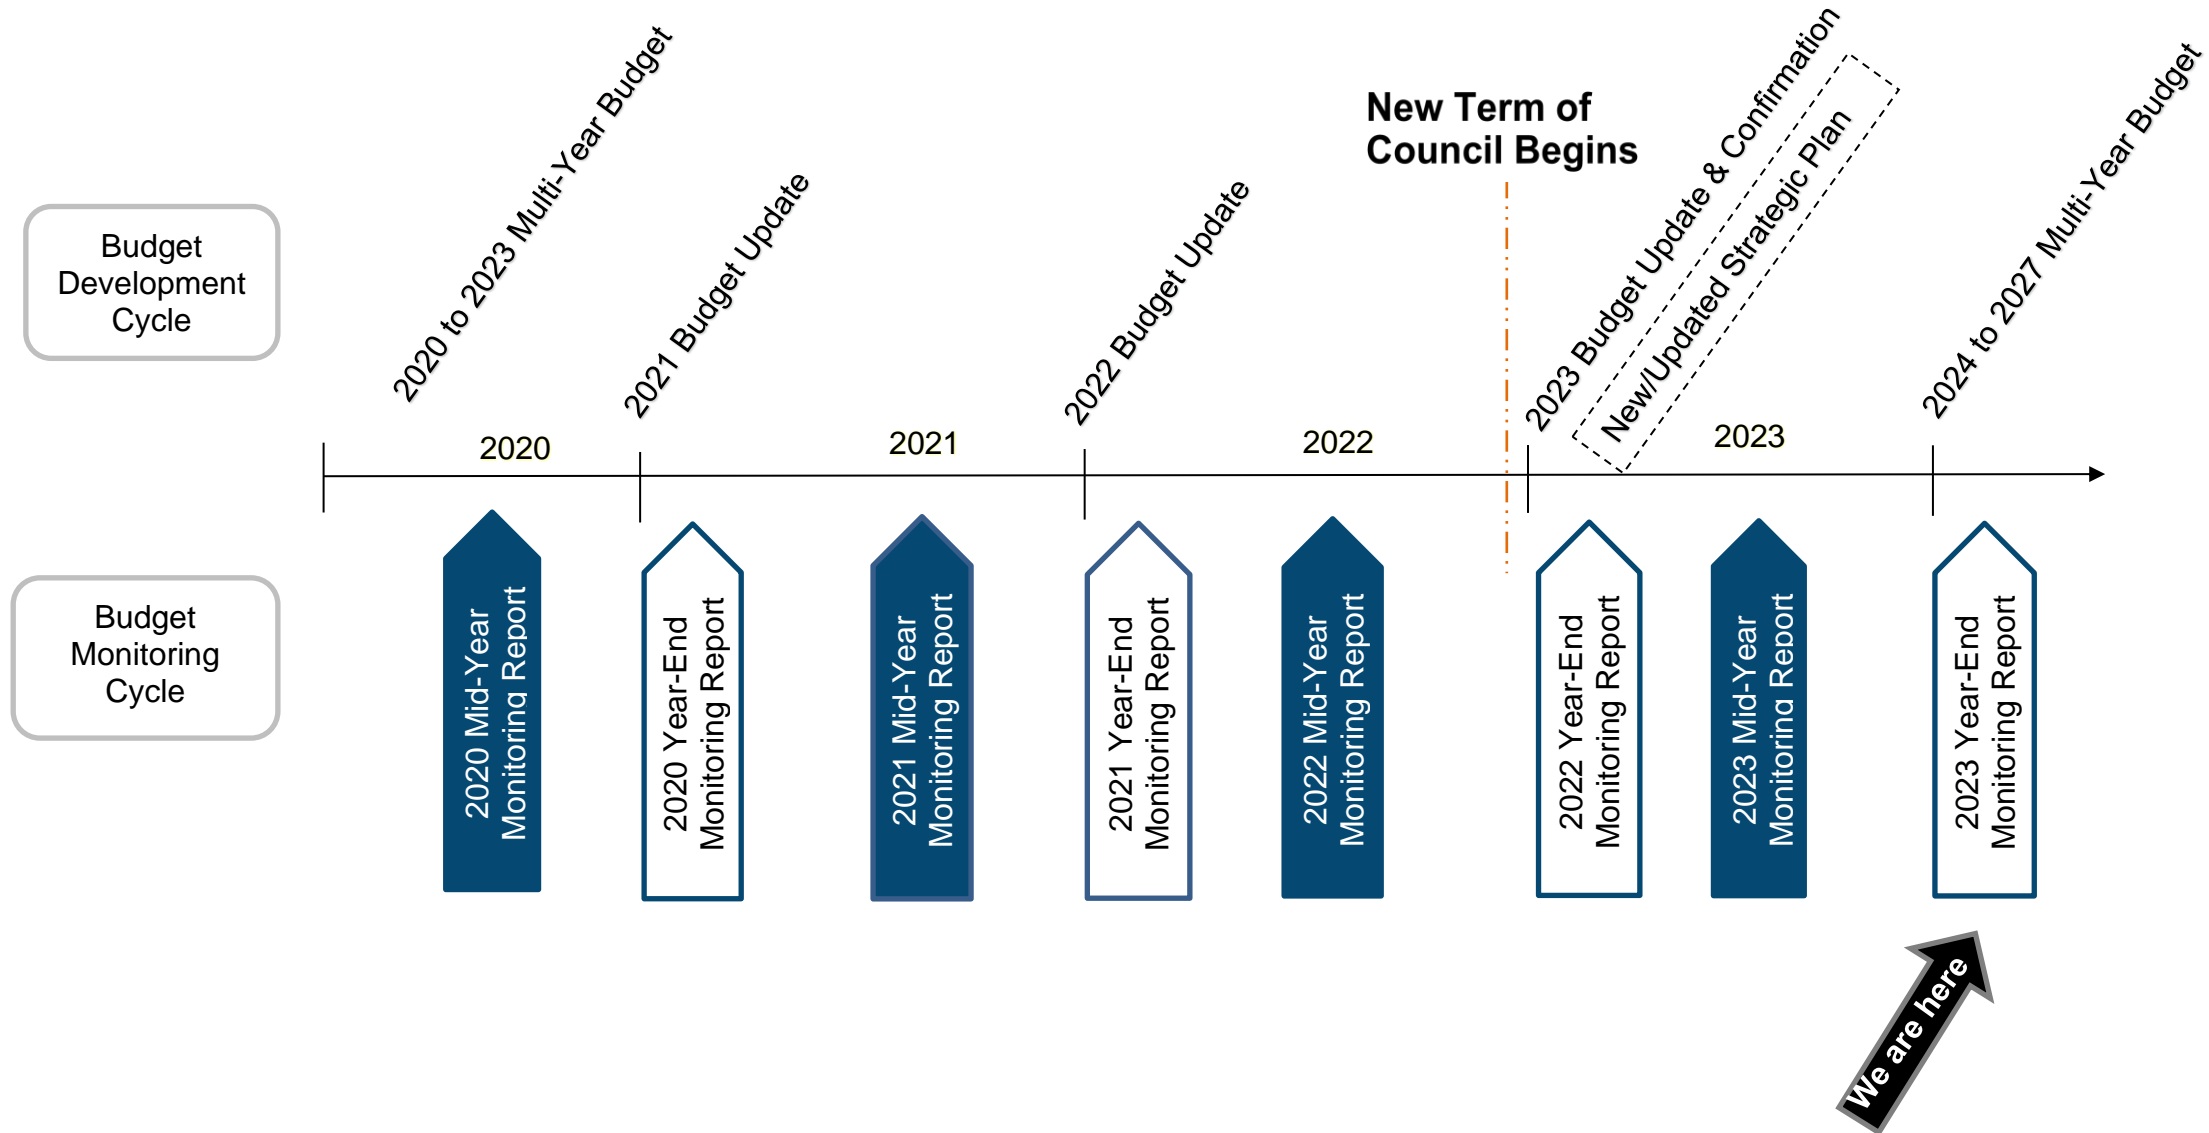 New Term of
Council Begins
Budget
Development
Cycle
2020 to 2023 Multi-Year Budget
2021 Budget Update
2022 Budget Update
2023 Budget Update & Confirmation
New/Updated Strategic Plan
2024 to 2027 Multi-Year Budget
2020
2021
2022
2023
Budget
Monitoring
Cycle
2020 Mid-Year
Monitoring Report
2020 Year-End
Monitoring Report
2021 Mid-Year
Monitoring Report
2021 Year-End
Monitoring Report
2022 Mid-Year
Monitoring Report
2022 Year-End
Monitoring Report
2023 Mid-Year
Monitoring Report
2023 Year-End
Monitoring Report
We are here